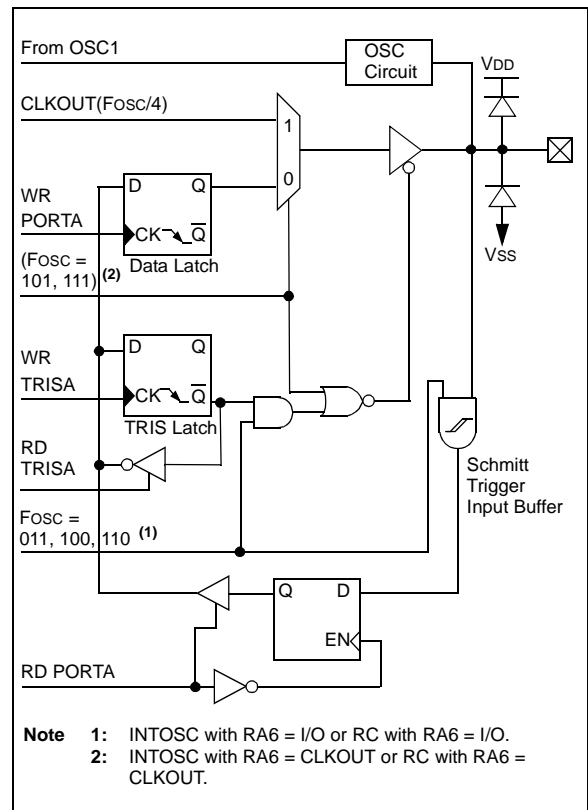 From OSC1
OSC
Circuit
VDD
CLKOUT(FOSC/4)
1
0
WR
PORTA
D
Q
CK
Q
Data Latch
VSS
(FOSC =
101, 111) (2)
WR
TRISA
D
Q
CK
Q
TRIS Latch
RD
TRISA
Schmitt
Trigger
Input Buffer
FOSC =
011, 100, 110 (1)
Q
D
EN
RD PORTA
Note 1: INTOSC with RA6 = I/O or RC with RA6 = I/O.
2: INTOSC with RA6 = CLKOUT or RC with RA6 =
CLKOUT.